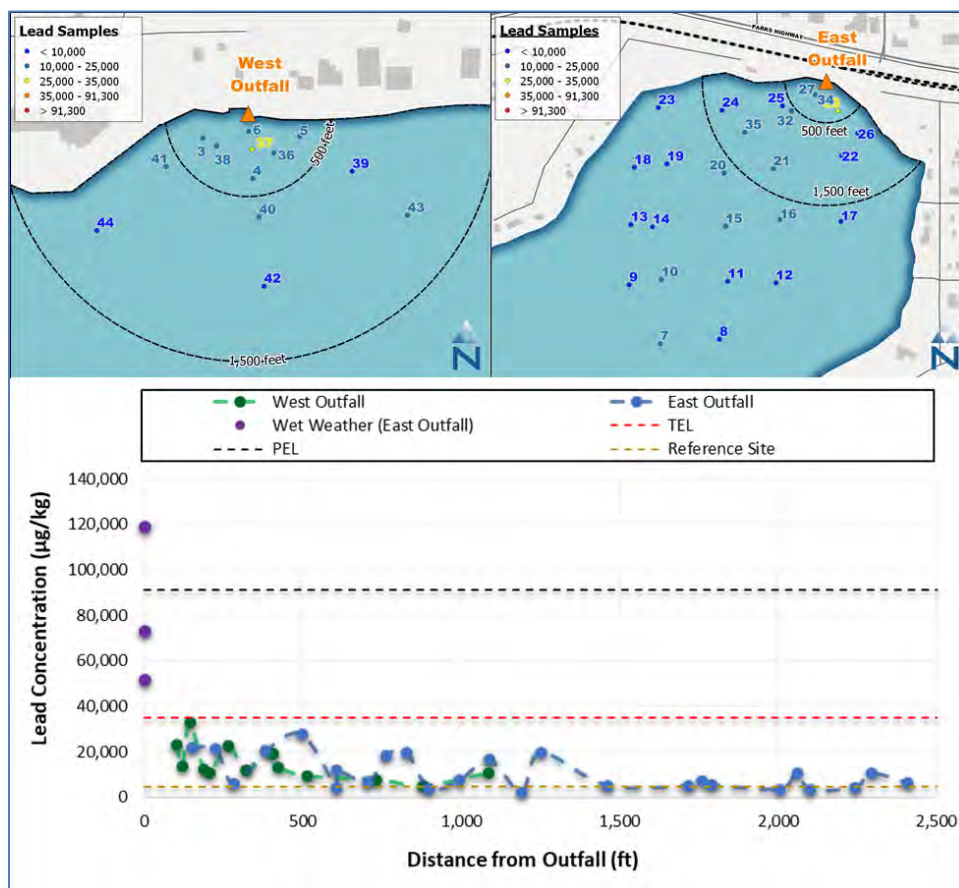 Lead Samples
< 10,000
10,000 - 25,000
25,000 - 35,000
35,000 - 91,300
> 91,300
West
Outfall
6
5
3
38
37
36
41
4
39
500 feet
40
43
44
42
1,500 feet
N
Lead Samples
< 10,000
10,000 - 25,000
25,000 - 35,000
35,000 - 91,300
> 91,300
PARKS HIGHWAY
East
Outfall
27
34
23
24
25
32
35
500 feet
26
18
19
20
21
22
1,500 feet
13
14
15
16
17
9
10
11
12
7
8
N
West Outfall
East Outfall
Wet Weather (East Outfall)
TEL
PEL
Reference Site
140,000
120,000
100,000
80,000
60,000
40,000
20,000
0
Lead Concentration (µg/kg)
0
500
1,000
1,500
2,000
2,500
Distance from Outfall (ft)